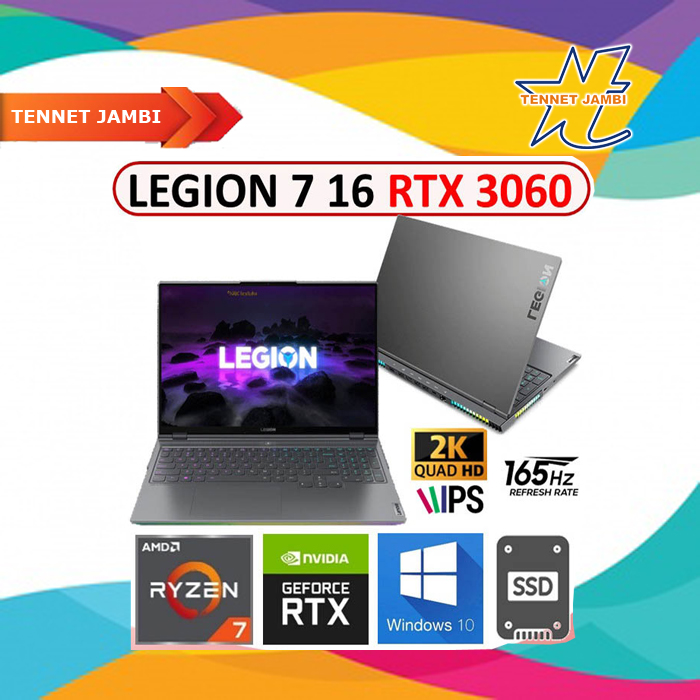 TENNET JAMBI
TENNET JAMBI
LEGION 7 16 RTX 3060
LEGION
LEGION
LEGION
2K
QUAD HD
IPS
165HZ
REFRESH RATE
AMD
RYZEN
7
NVIDIA
GEFORCE
RTX
Windows 10
SSD